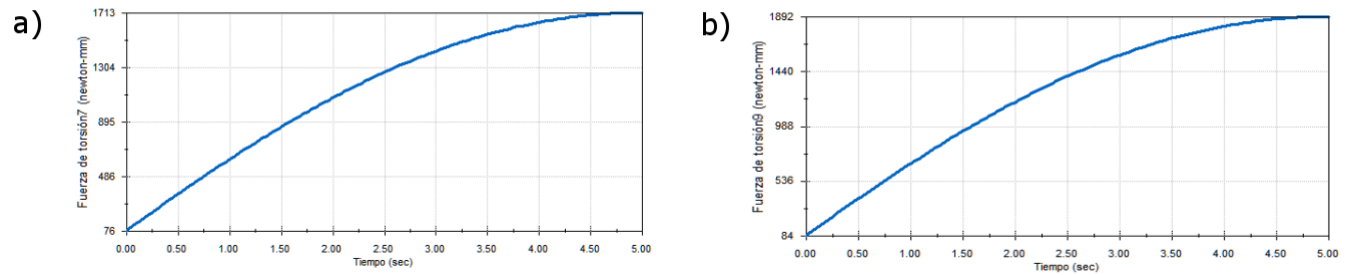 a)
Fuerza de torsión7 (newton-mm)
1713
1304
895
486
76
0.00 0.50 1.00 1.50 2.00 2.50 3.00 3.50 4.00 4.50 5.00
Tiempo (sec)
b)
Fuerza de torsión9 (newton-mm)
1892
1440
988
536
84
0.00 0.50 1.00 1.50 2.00 2.50 3.00 3.50 4.00 4.50 5.00
Tiempo (sec)